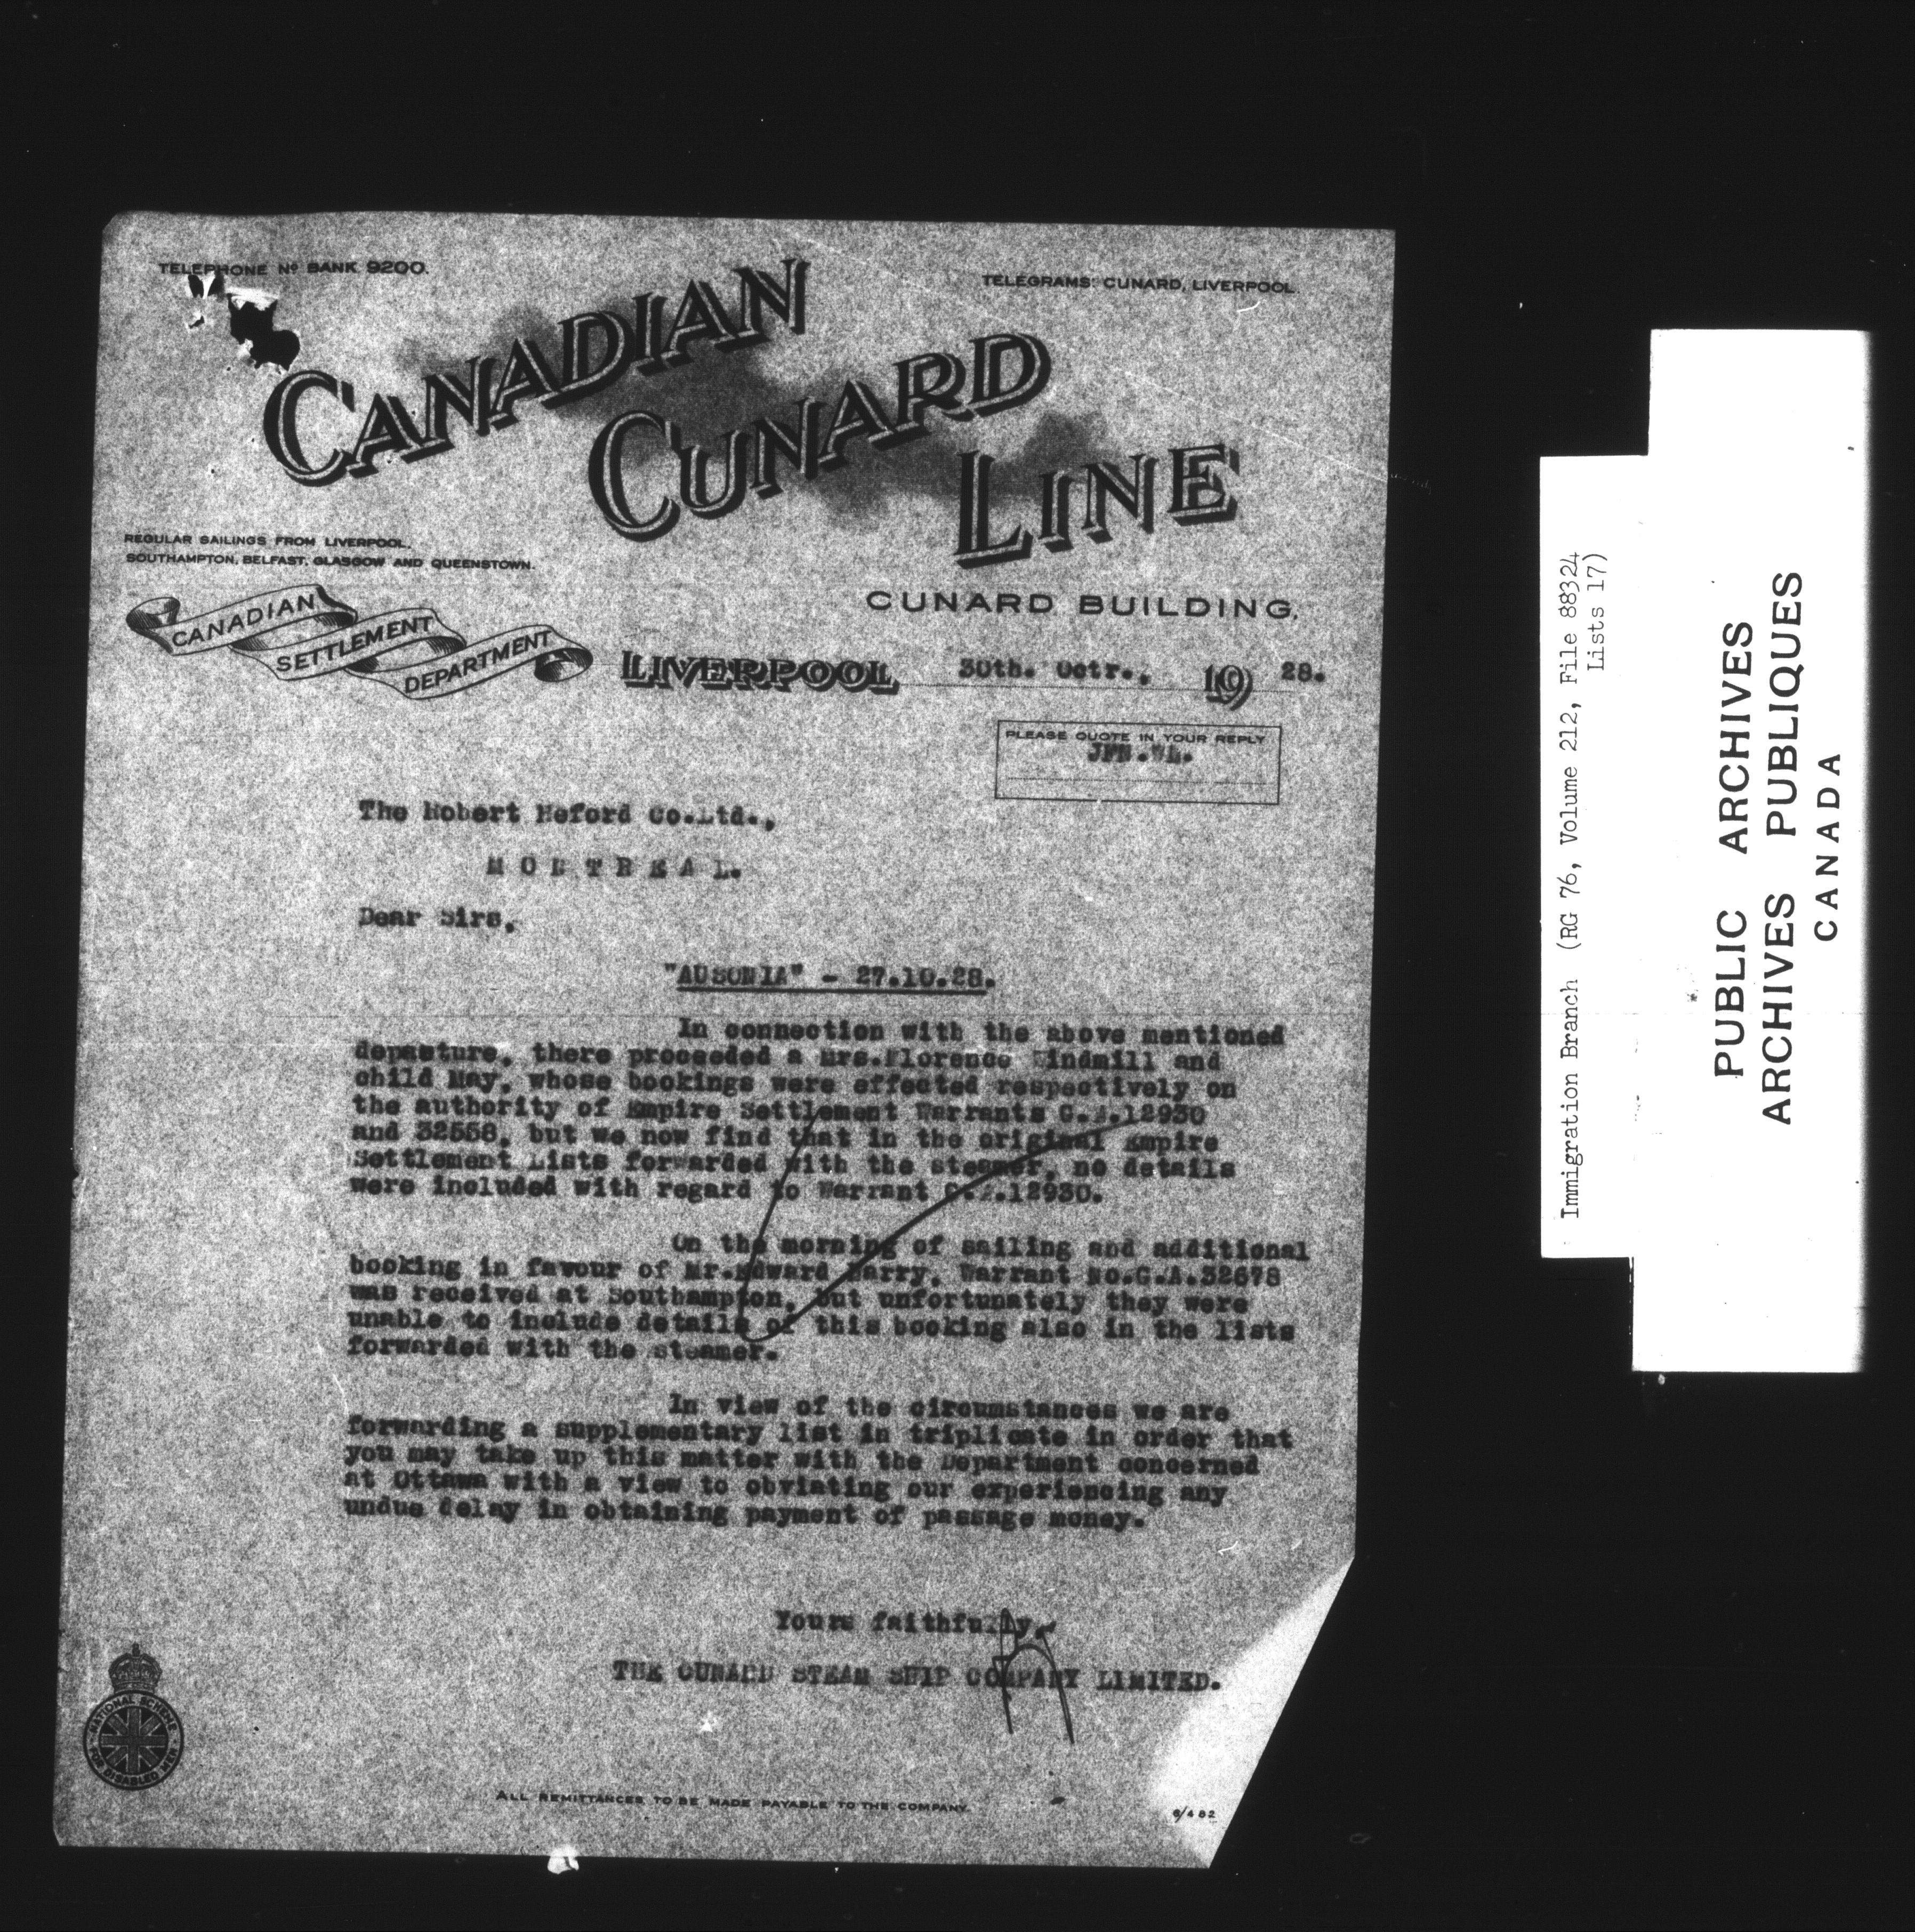 TELEPHONE Nº BANK 9200.
TELEGRAMS: CUNARD, LIVERPOOL.
CANADIAN
CUNARD
LINE
REGULAR SAILINGS FROM LIVERPOOL,
SOUTHAMPTON, BELFAST, GLASGOW AND QUEENSTOWN.
CANADIAN
SETTLEMENT
DEPARTMENT
CUNARD BUILDING,
LIVERPOOL 30th. Octr., 1928.
PLEASE QUOTE IN YOUR REPLY
The Robert Reford Co.Ltd.,
MONTREAL.
Dear Sirs,
"AUSONIA" - 27.10.28.
In connection with the above mentioned
departure, there proceeded a Mrs.Florence Windmill and
child May, whose bookings were effected respectively on
the authority of Empire Settlement Warrants G.A.12930
and 32558, but we now find that in the original Empire
Settlement Lists forwarded with the steamer, no details
were included with regard to Warrant G.A.12930.
On the morning of sailing and additional
booking in favour of Mr.Edward Barry, Warrant No.G.A.32678
was received at Southampton, but unfortunately they were
unable to include details of this booking also in the lists
forwarded with the steamer.
In view of the circumstances we are
forwarding a supplementary list in triplicate in order that
you may take up this matter with the Department concerned
at Ottawa with a view to obviating our experiencing any
undue delay in obtaining payment of passage money.
Yours faithfully,
THE CUNARD STEAM SHIP COMPANY LIMITED.
NATIONAL SCHEME
FOR DISABLED MEN
ALL REMITTANCES TO BE MADE PAYABLE TO THE COMPANY.
6/482
Immigration Branch (RG 76, Volume 212, File 88324
Lists 17)
PUBLIC ARCHIVES
ARCHIVES PUBLIQUES
CANADA